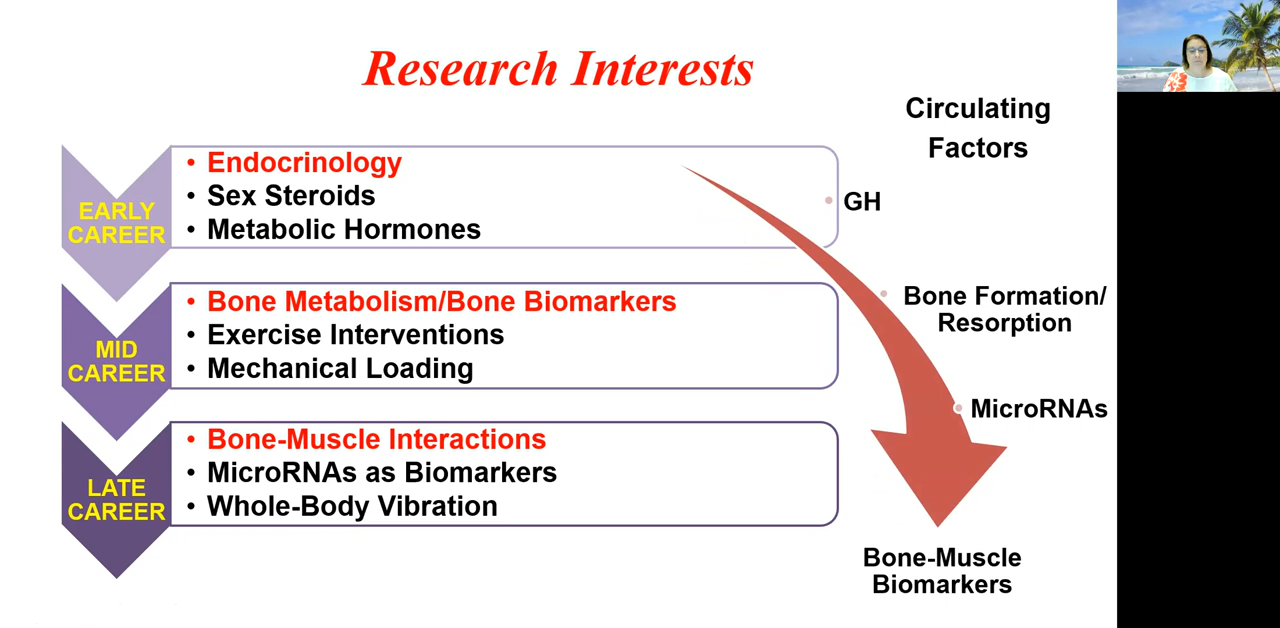 Research Interests
Circulating
Factors
EARLY
CAREER
• Endocrinology
• Sex Steroids
• Metabolic Hormones
GH
MID
CAREER
• Bone Metabolism/Bone Biomarkers
• Exercise Interventions
• Mechanical Loading
Bone Formation/
Resorption
MicroRNAs
LATE
CAREER
• Bone-Muscle Interactions
• MicroRNAs as Biomarkers
• Whole-Body Vibration
Bone-Muscle
Biomarkers